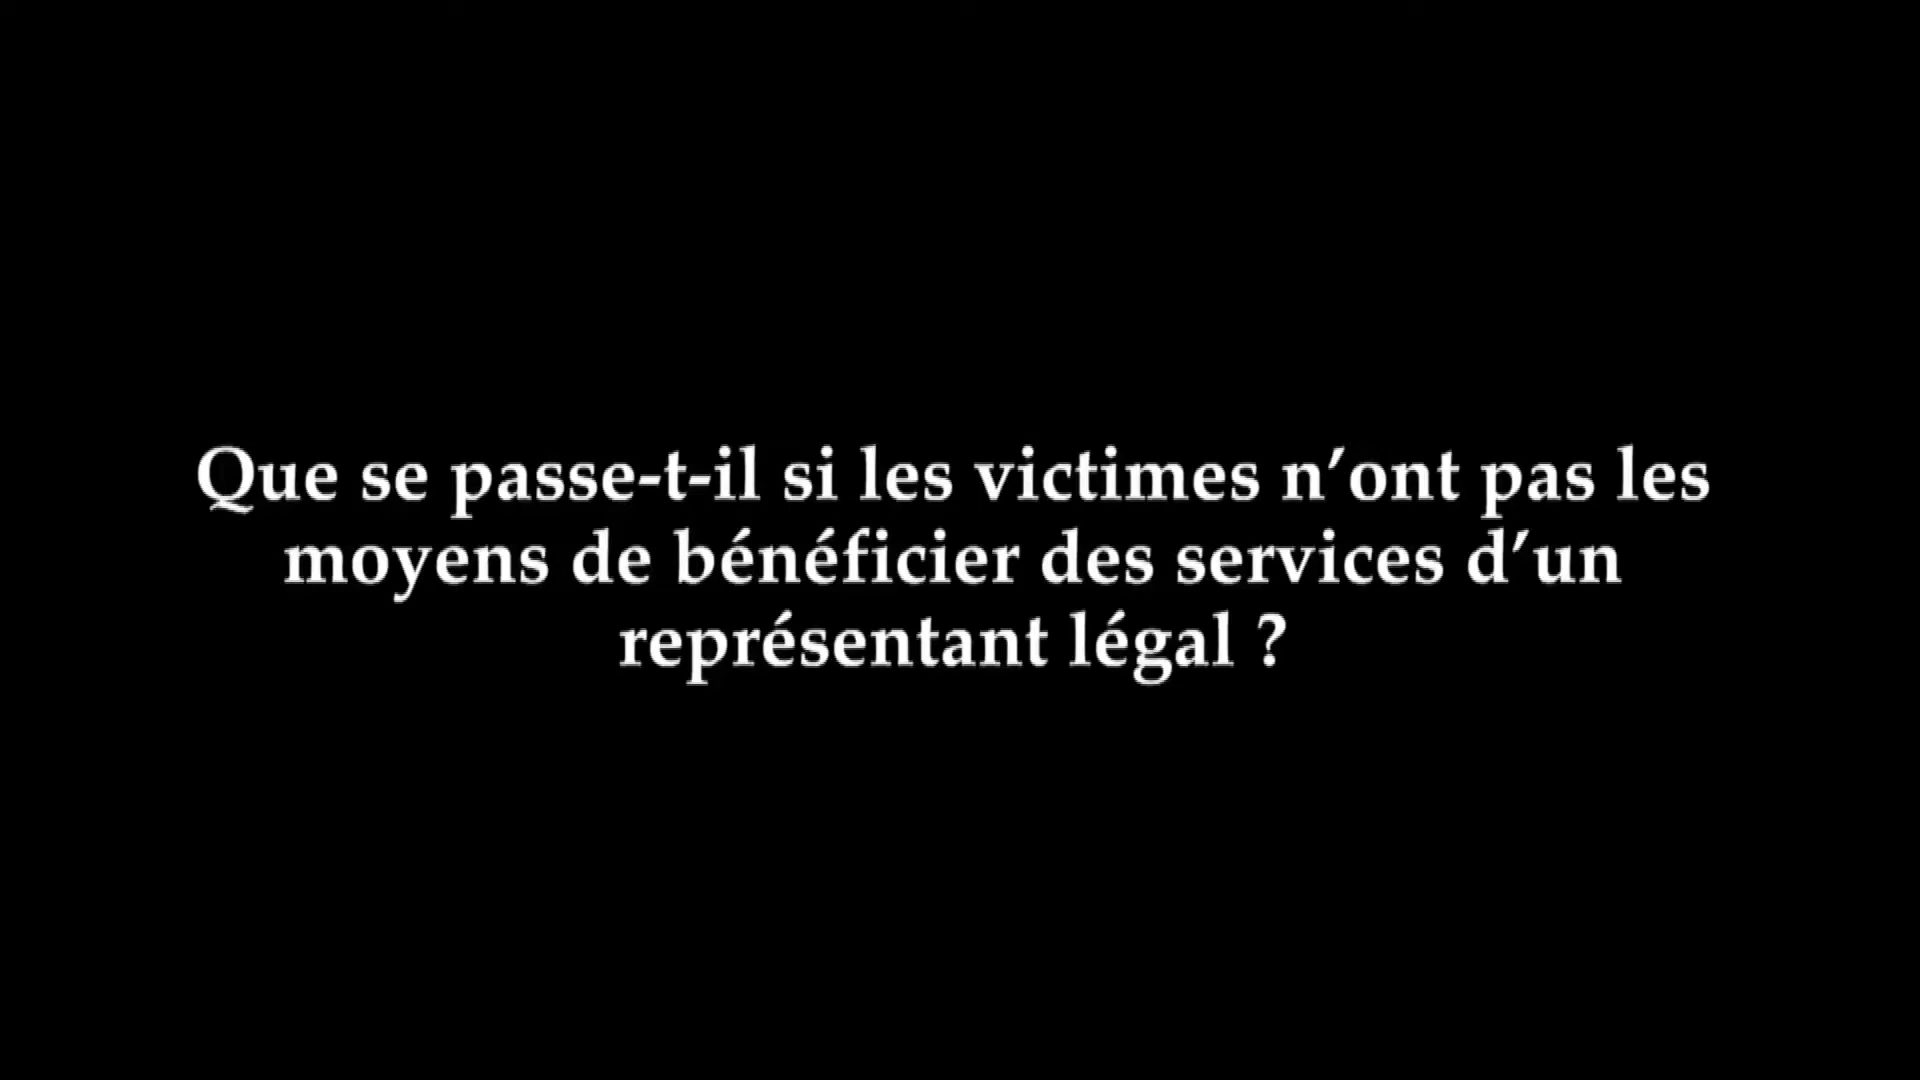 Que se passe-t-il si les victimes n’ont pas les
moyens de bénéficier des services d’un
représentant légal ?